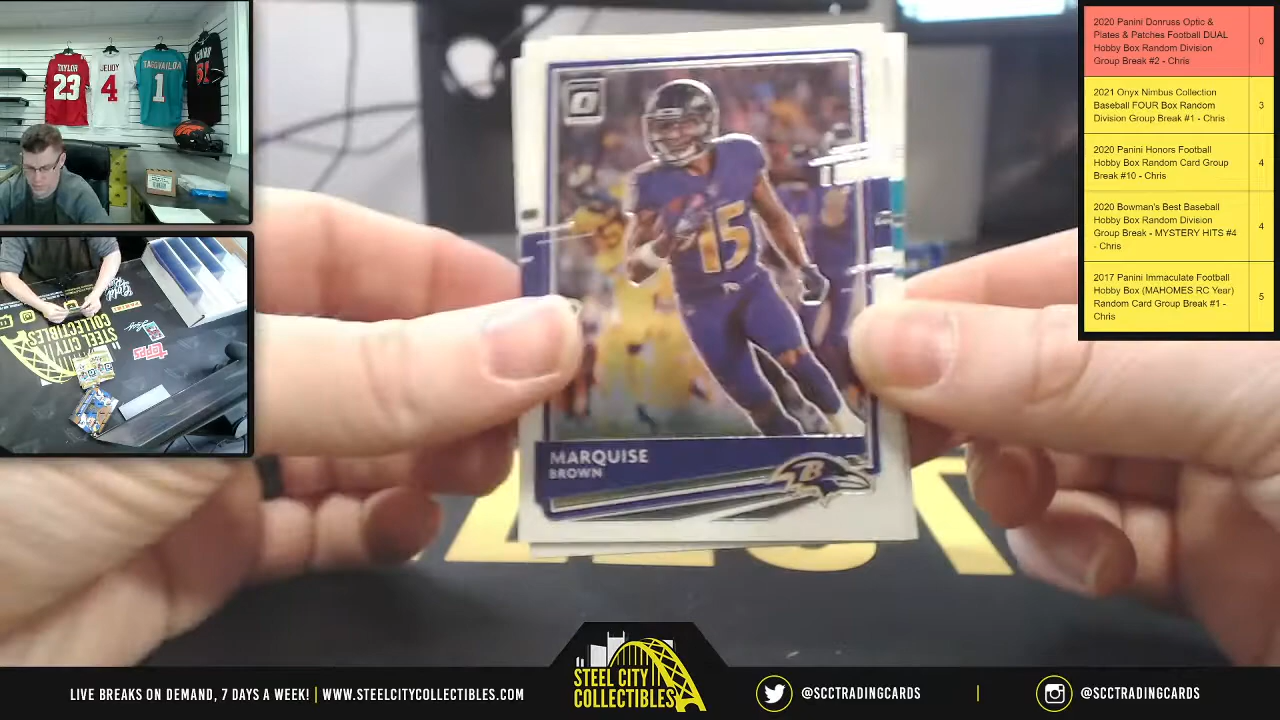 TAYLOR
23
JEUDY
4
TAGOVAILOA
1
STEEL CITY
COLLECTIBLES
topps
15
MARQUISE
BROWN
B
2020 Panini Donruss Optic &
Plates & Patches Football DUAL
Hobby Box Random Division
Group Break #2 - Chris
0
2021 Onyx Nimbus Collection
Baseball FOUR Box Random
Division Group Break #1 - Chris
3
2020 Panini Honors Football
Hobby Box Random Card Group
Break #10 - Chris
4
2020 Bowman's Best Baseball
Hobby Box Random Division
Group Break - MYSTERY HITS #4
- Chris
4
2017 Panini Immaculate Football
Hobby Box (MAHOMES RC Year)
Random Card Group Break #1 -
Chris
5
LIVE BREAKS ON DEMAND, 7 DAYS A WEEK! | WWW.STEELCITYCOLLECTIBLES.COM
STEEL CITY
COLLECTIBLES
@SCCTRADINGCARDS | @SCCTRADINGCARDS